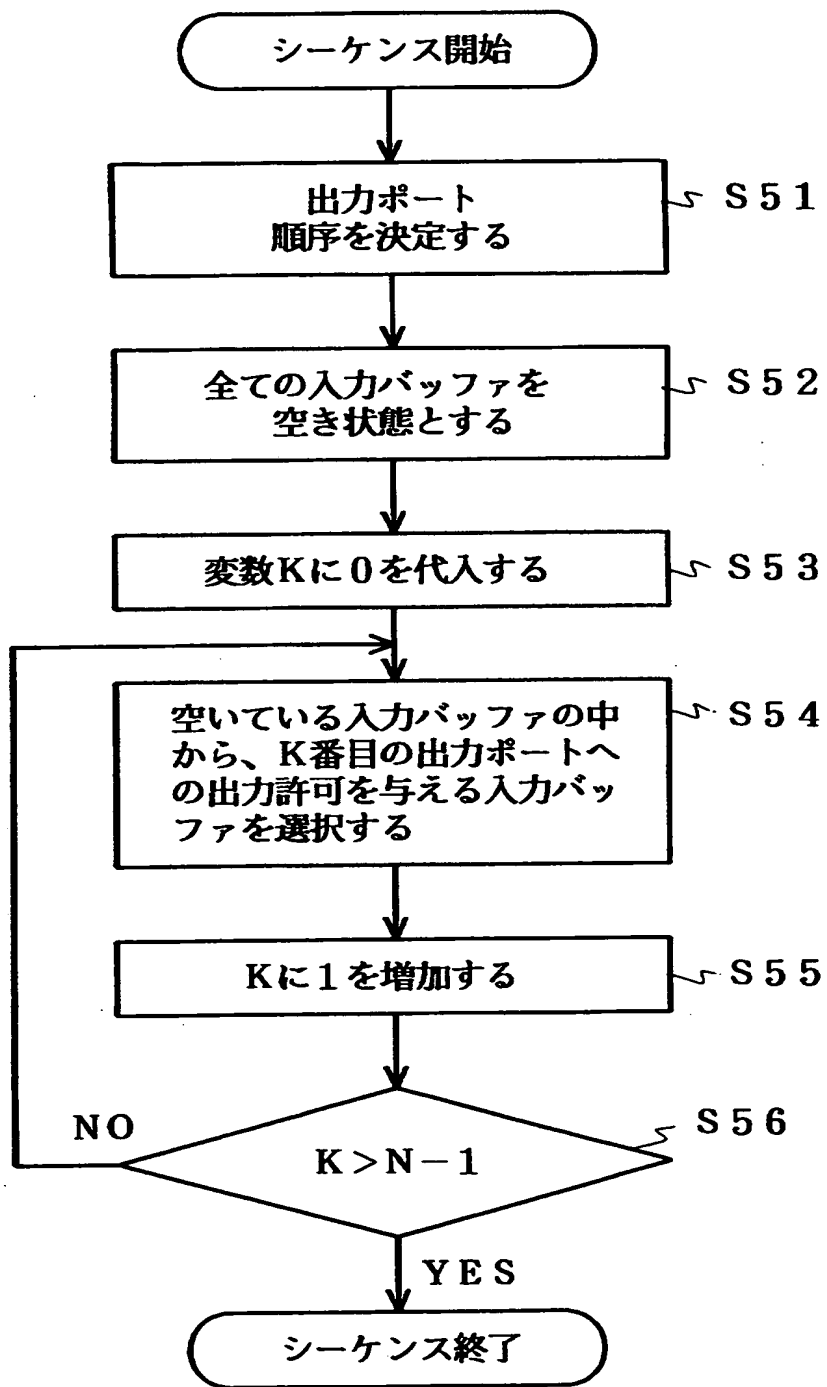 シーケンス開始
出力ポート
順序を決定する
S51
全ての入力バッファを
空き状態とする
S52
変数Kに0を代入する
S53
空いている入力バッファの中
から、K番目の出力ポートへ
の出力許可を与える入力バッ
ファを選択する
S54
Kに1を増加する
S55
K>N-1
S56
NO
YES
シーケンス終了